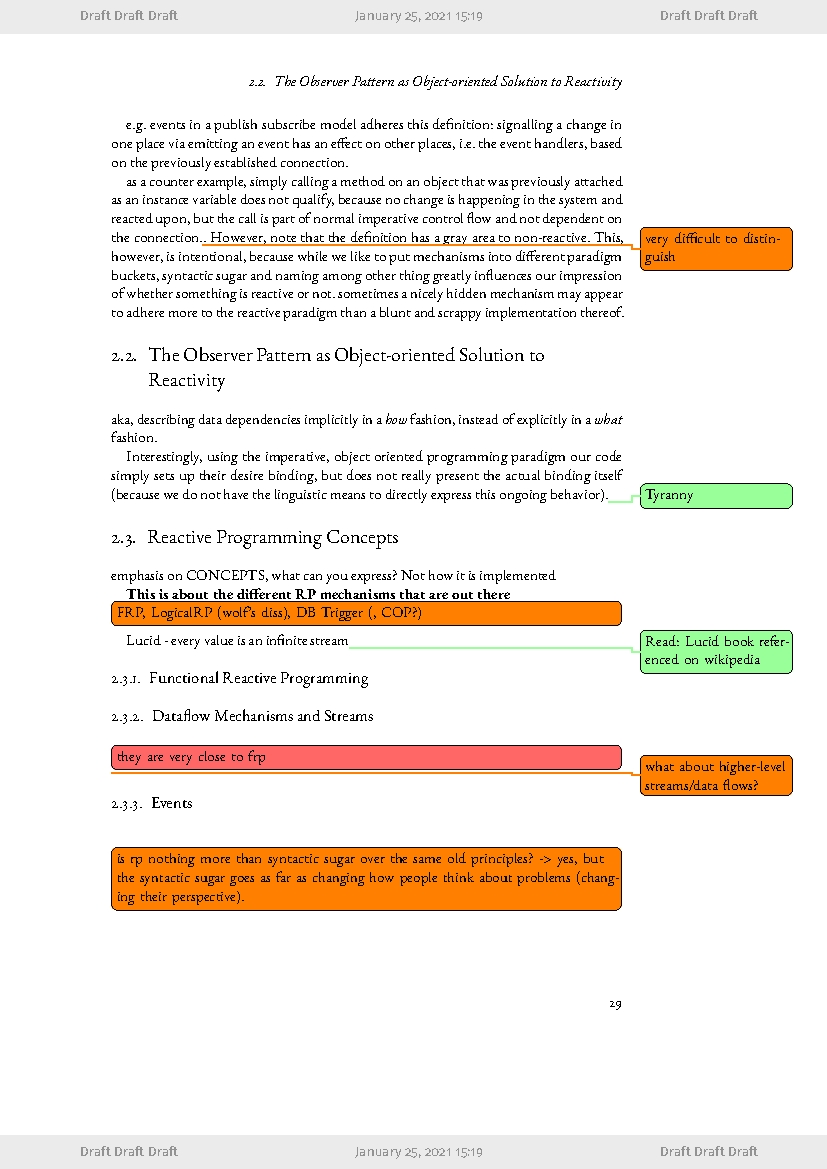 Draft Draft Draft January 25, 2021 15:19 Draft Draft Draft
2.2. The Observer Pattern as Object-oriented Solution to Reactivity
e.g. events in a publish subscribe model adheres this definition: signalling a change in
one place via emitting an event has an effect on other places, i.e. the event handlers, based
on the previously established connection.
as a counter example, simply calling a method on an object that was previously attached
as an instance variable does not qualify, because no change is happening in the system and
reacted upon, but the call is part of normal imperative control flow and not dependent on
the connection.. However, note that the definition has a gray area to non-reactive. This,
however, is intentional, because while we like to put mechanisms into different paradigm
buckets, syntactic sugar and naming among other thing greatly influences our impression
of whether something is reactive or not. sometimes a nicely hidden mechanism may appear
to adhere more to the reactive paradigm than a blunt and scrappy implementation thereof.
very difficult to distin-
guish
2.2. The Observer Pattern as Object-oriented Solution to
Reactivity
aka, describing data dependencies implicitly in a how fashion, instead of explicitly in a what
fashion.
Interestingly, using the imperative, object oriented programming paradigm our code
simply sets up their desire binding, but does not really present the actual binding itself
(because we do not have the linguistic means to directly express this ongoing behavior).
Tyranny
2.3. Reactive Programming Concepts
emphasis on CONCEPTS, what can you express? Not how it is implemented
This is about the different RP mechanisms that are out there
FRP, LogicalRP (wolf's diss), DB Trigger (, COP?)
Lucid - every value is an infinite stream
Read: Lucid book refer-
enced on wikipedia
2.3.1. Functional Reactive Programming
2.3.2. Dataflow Mechanisms and Streams
they are very close to frp
what about higher-level
streams/data flows?
2.3.3. Events
is rp nothing more than syntactic sugar over the same old principles? -> yes, but
the syntactic sugar goes as far as changing how people think about problems (chang-
ing their perspective).
29
Draft Draft Draft January 25, 2021 15:19 Draft Draft Draft